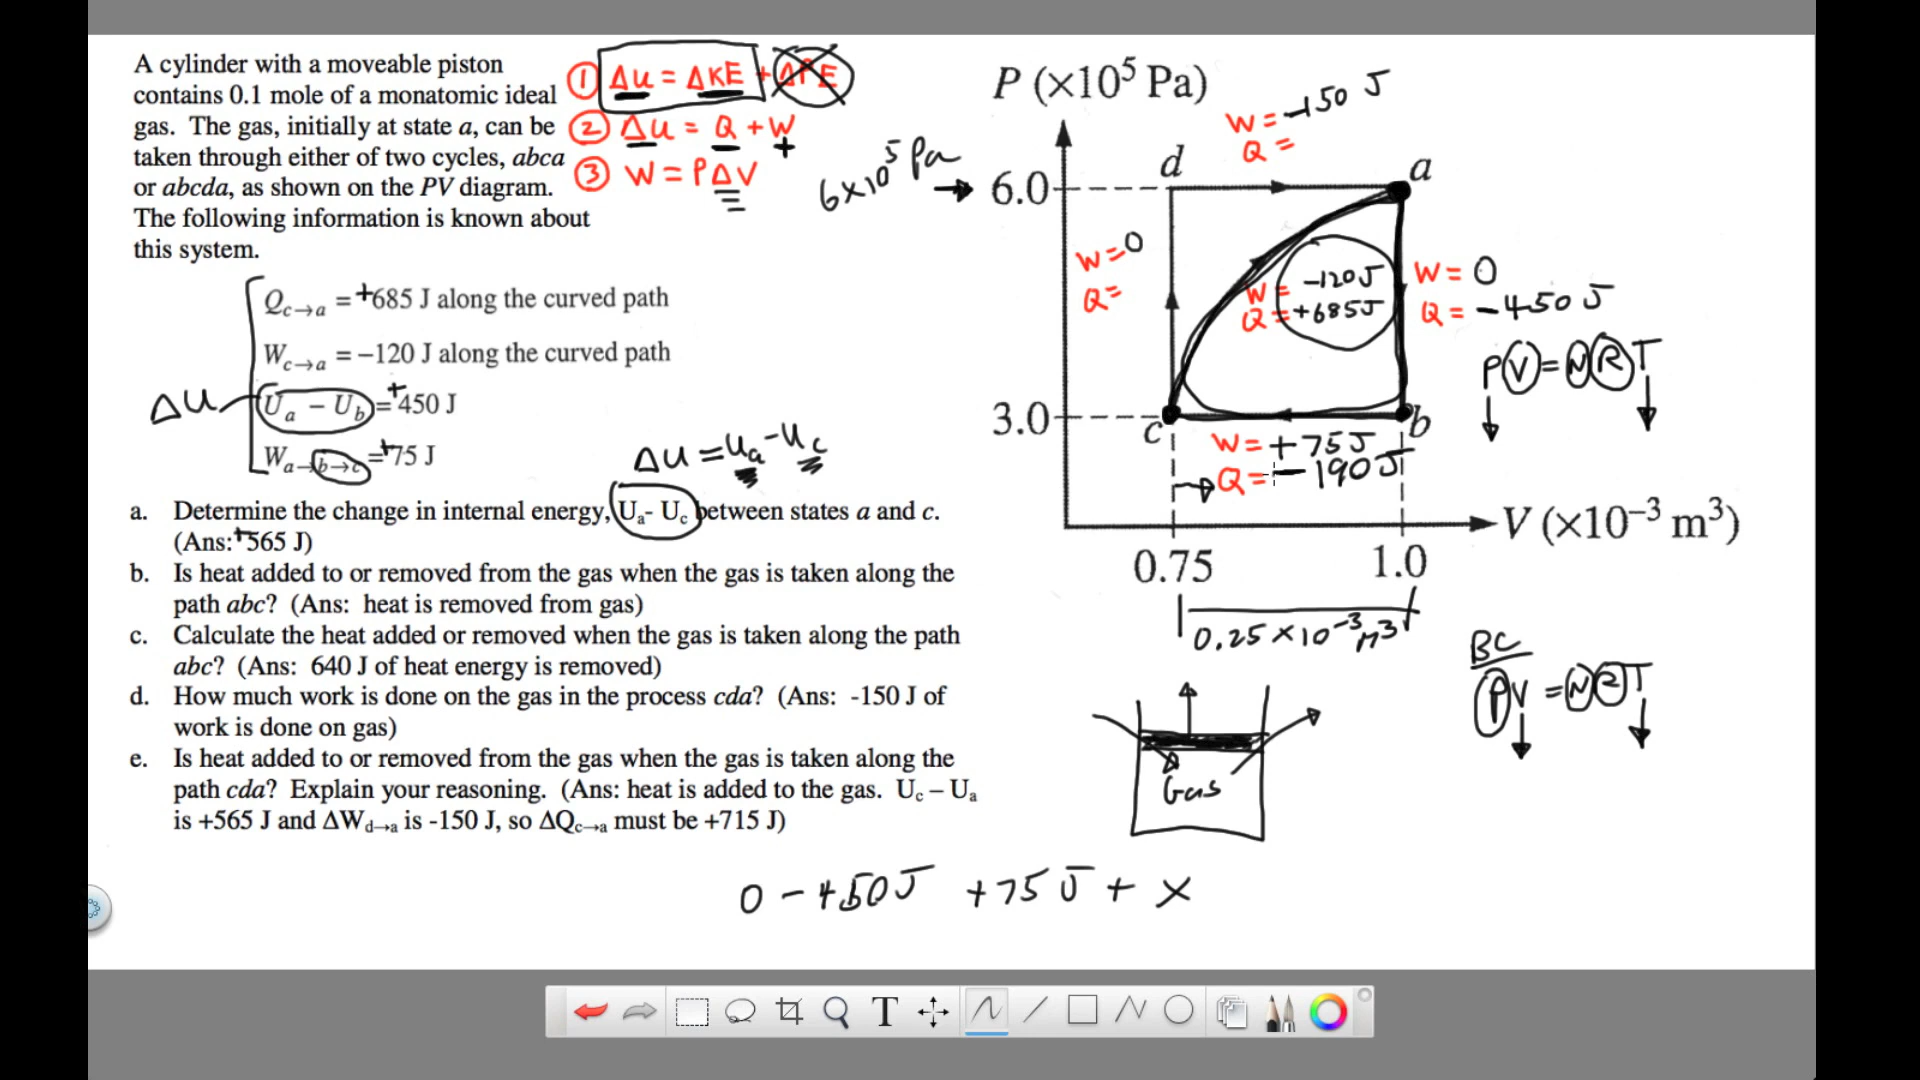 A cylinder with a moveable piston
contains 0.1 mole of a monatomic ideal
gas. The gas, initially at state a, can be
taken through either of two cycles, abca
or abcda, as shown on the PV diagram.
The following information is known about
this system.
① ΔU = ΔKE + ΔPE
② ΔU = Q + W
+
③ W = PΔV
6x10⁵ Pa
Q c→a = +685 J along the curved path
W c→a = −120 J along the curved path
ΔU
U a − U b = +450 J
W a→b→c = +75 J
ΔU = Ua - Uc
a. Determine the change in internal energy, Ua- Uc between states a and c.
(Ans: +565 J)
b. Is heat added to or removed from the gas when the gas is taken along the
path abc? (Ans: heat is removed from gas)
c. Calculate the heat added or removed when the gas is taken along the path
abc? (Ans: 640 J of heat energy is removed)
d. How much work is done on the gas in the process cda? (Ans: -150 J of
work is done on gas)
e. Is heat added to or removed from the gas when the gas is taken along the
path cda? Explain your reasoning. (Ans: heat is added to the gas. Uc – Ua
is +565 J and ΔWd→a is -150 J, so ΔQc→a must be +715 J)
P (×10⁵ Pa)
W = -150 J
Q =
6.0
d
a
W = 0
Q =
W = -120J
Q = +685J
W = 0
Q = -450 J
PV = NRT
3.0
c
b
W = +75J
Q = -190J
V (×10⁻³ m³)
0.75
1.0
0.25 x 10⁻³ m³
BC
PV = NRT
Gas
0 - 450J + 75 J + x
T